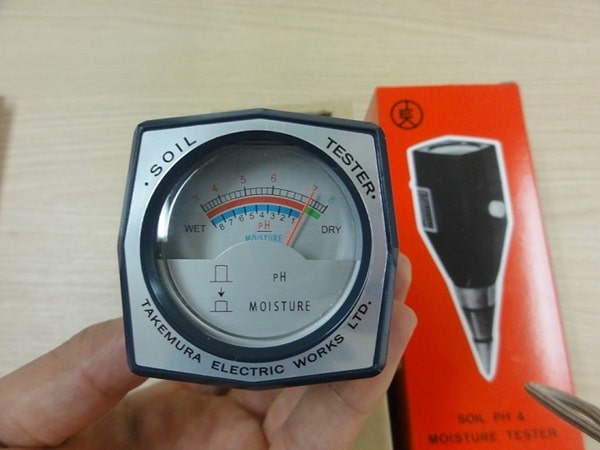 · SOIL TESTER ·
3 4 5 6 7 8
8 7 6 5 4 3 2 1
WET PH DRY
MOISTURE
PH
MOISTURE
TAKEMURA ELECTRIC WORKS LTD.
SOIL PH &
MOISTURE TESTER